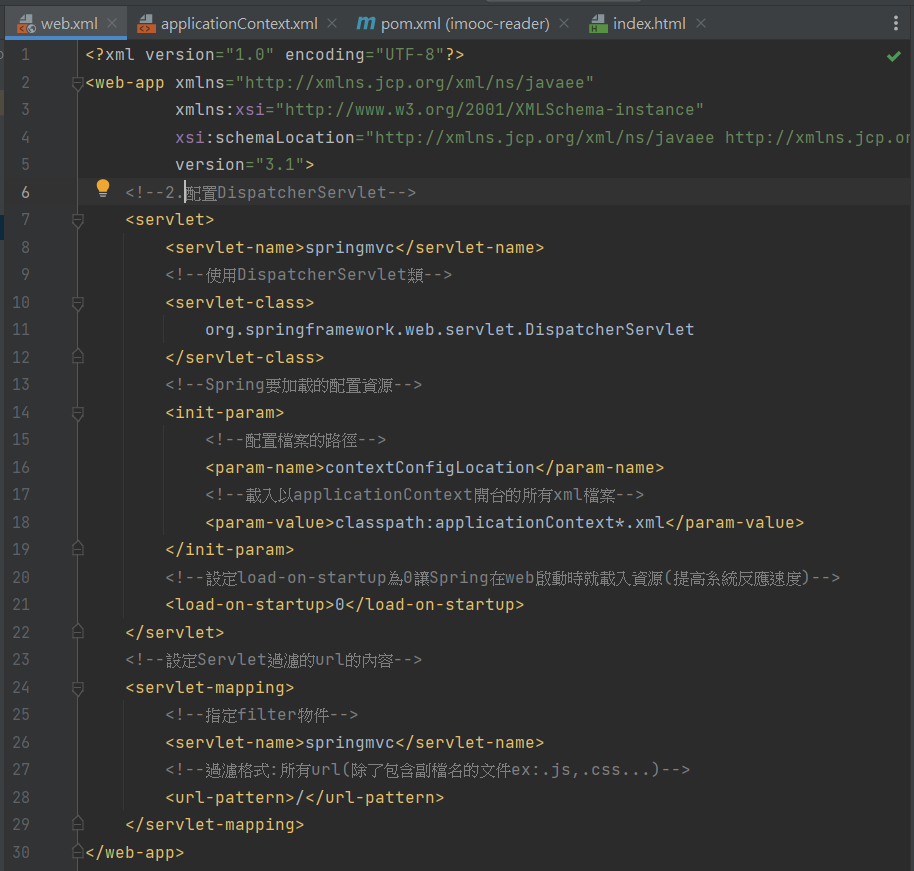 web.xml applicationContext.xml pom.xml (imooc-reader) index.html
1 <?xml version="1.0" encoding="UTF-8"?>
2 <web-app xmlns="http://xmlns.jcp.org/xml/ns/javaee"
3 xmlns:xsi="http://www.w3.org/2001/XMLSchema-instance"
4 xsi:schemaLocation="http://xmlns.jcp.org/xml/ns/javaee http://xmlns.jcp.or
5 version="3.1">
6 <!--2.配置DispatcherServlet-->
7 <servlet>
8 <servlet-name>springmvc</servlet-name>
9 <!--使用DispatcherServlet類-->
10 <servlet-class>
11 org.springframework.web.servlet.DispatcherServlet
12 </servlet-class>
13 <!--Spring要加載的配置資源-->
14 <init-param>
15 <!--配置檔案的路徑-->
16 <param-name>contextConfigLocation</param-name>
17 <!--載入以applicationContext開台的所有xml檔案-->
18 <param-value>classpath:applicationContext*.xml</param-value>
19 </init-param>
20 <!--設定load-on-startup為0讓Spring在web啟動時就載入資源(提高系統反應速度)-->
21 <load-on-startup>0</load-on-startup>
22 </servlet>
23 <!--設定Servlet過濾的url的內容-->
24 <servlet-mapping>
25 <!--指定filter物件-->
26 <servlet-name>springmvc</servlet-name>
27 <!--過濾格式:所有url(除了包含副檔名的文件ex:.js,.css...)-->
28 <url-pattern>/</url-pattern>
29 </servlet-mapping>
30 </web-app>